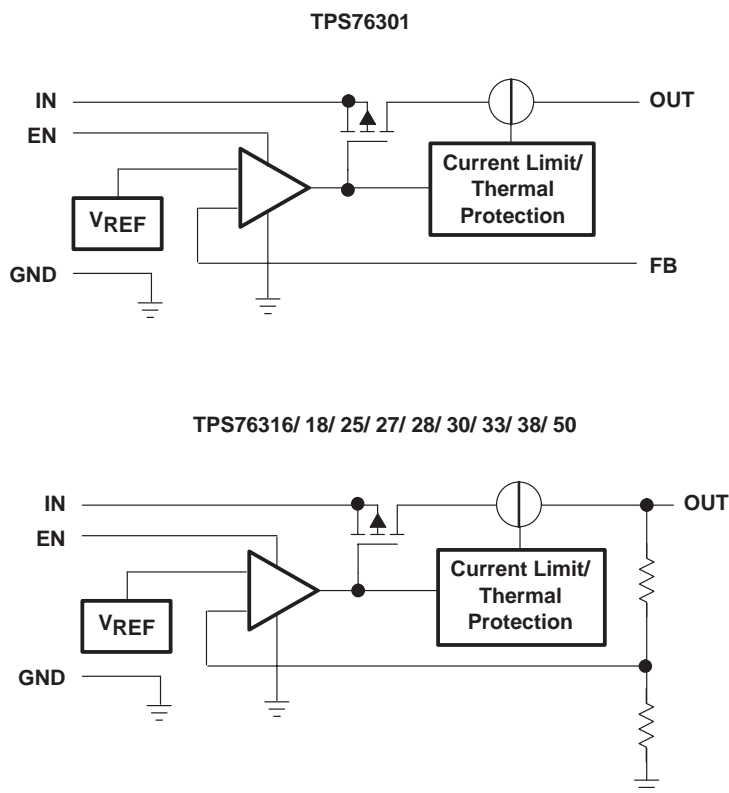 TPS76301
IN
OUT
EN
Current Limit/
Thermal
Protection
VREF
GND
FB
TPS76316/ 18/ 25/ 27/ 28/ 30/ 33/ 38/ 50
IN
OUT
EN
Current Limit/
Thermal
Protection
VREF
GND